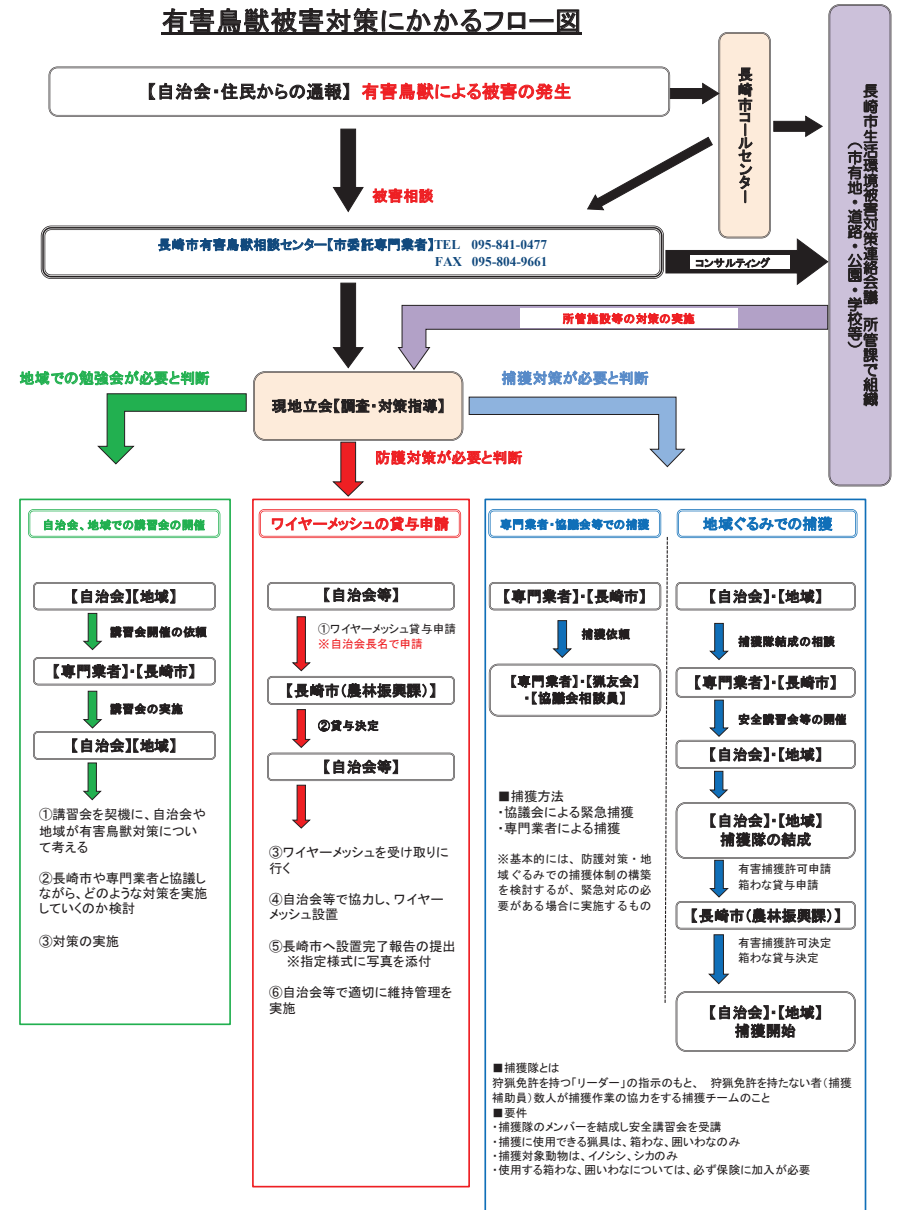 有害鳥獣被害対策にかかるフロー図
【自治会・住民からの通報】 有害鳥獣による被害の発生
長崎市コールセンター
長崎市生活環境被害対策連絡会議 所管課で組織
（市有地・道路・公園・学校等）
被害相談
長崎市有害鳥獣相談センター【市委託専門業者】TEL 095-841-0477
FAX 095-804-9661
コンサルティング
所管施設等の対策の実施
地域での勉強会が必要と判断
捕獲対策が必要と判断
現地立会【調査・対策指導】
防護対策が必要と判断
自治会、地域での講習会の開催
【自治会】【地域】
講習会開催の依頼
【専門業者】・【長崎市】
講習会の実施
【自治会】【地域】
①講習会を契機に、自治会や
地域が有害鳥獣対策につい
て考える
②長崎市や専門業者と協議し
ながら、どのような対策を実施
していくのか検討
③対策の実施
ワイヤーメッシュの貸与申請
【自治会等】
①ワイヤーメッシュ貸与申請
※自治会長名で申請
【長崎市（農林振興課）】
②貸与決定
【自治会等】
③ワイヤーメッシュを受け取りに
行く
④自治会等で協力し、ワイヤー
メッシュ設置
⑤長崎市へ設置完了報告の提出
※指定様式に写真を添付
⑥自治会等で適切に維持管理を
実施
専門業者・協議会等での捕獲
【専門業者】・【長崎市】
捕獲依頼
【専門業者】・【猟友会】
・【協議会相談員】
■捕獲方法
・協議会による緊急捕獲
・専門業者による捕獲
※基本的には、防護対策・地
域ぐるみでの捕獲体制の構築
を検討するが、緊急対応の必
要がある場合に実施するもの
地域ぐるみでの捕獲
【自治会】・【地域】
捕獲隊結成の相談
【専門業者】・【長崎市】
安全講習会等の開催
【自治会】・【地域】
【自治会】・【地域】
捕獲隊の結成
有害捕獲許可申請
箱わな貸与申請
【長崎市（農林振興課）】
有害捕獲許可決定
箱わな貸与決定
【自治会】・【地域】
捕獲開始
■捕獲隊とは
狩猟免許を持つ「リーダー」の指示のもと、 狩猟免許を持たない者（捕獲
補助員）数人が捕獲作業の協力をする捕獲チームのこと
■要件
・捕獲隊のメンバーを結成し安全講習会を受講
・捕獲に使用できる猟具は、箱わな、囲いわなのみ
・捕獲対象動物は、イノシシ、シカのみ
・使用する箱わな、囲いわなについては、必ず保険に加入が必要